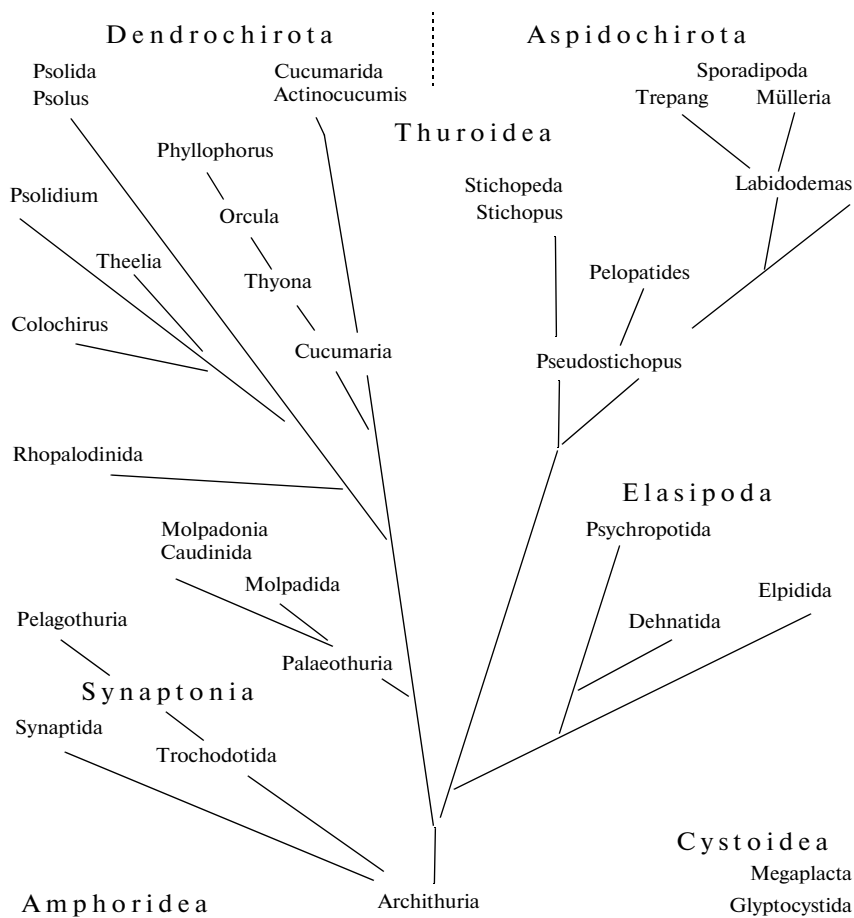 Dendrochirota
Aspidochirota
Psolida
Psolus
Cucumarida
Actinocucumis
Sporadipoda
Trepang
Mülleria
Thuroidea
Phyllophorus
Psolidium
Orcula
Stichopeda
Stichopus
Labidodemas
Theelia
Thyona
Pelopatides
Colochirus
Cucumaria
Pseudostichopus
Rhopalodinida
Elasipoda
Psychropotida
Molpadonia
Caudinida
Molpadida
Elpidida
Pelagothuria
Dehnatida
Palaeothuria
Synaptonia
Synaptida
Trochodotida
Cystoidea
Megaplacta
Amphoridea
Archithuria
Glyptocystida